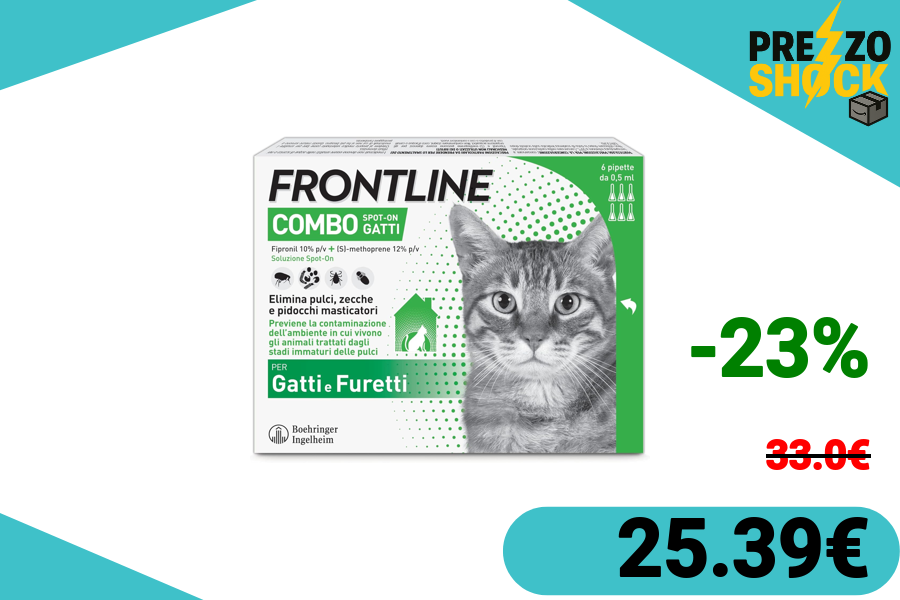 PREZZO
SHOCK
6 pipette
da 0,5 ml
FRONTLINE
COMBO SPOT-ON
GATTI
Fipronil 10% p/v + (S)-methoprene 12% p/v
Soluzione Spot-On
Elimina pulci, zecche
e pidocchi masticatori
Previene la contaminazione
dell'ambiente in cui vivono
gli animali trattati dagli
stadi immaturi delle pulci
PER
Gatti e Furetti
Boehringer
Ingelheim
-23%
33.0€
25.39€